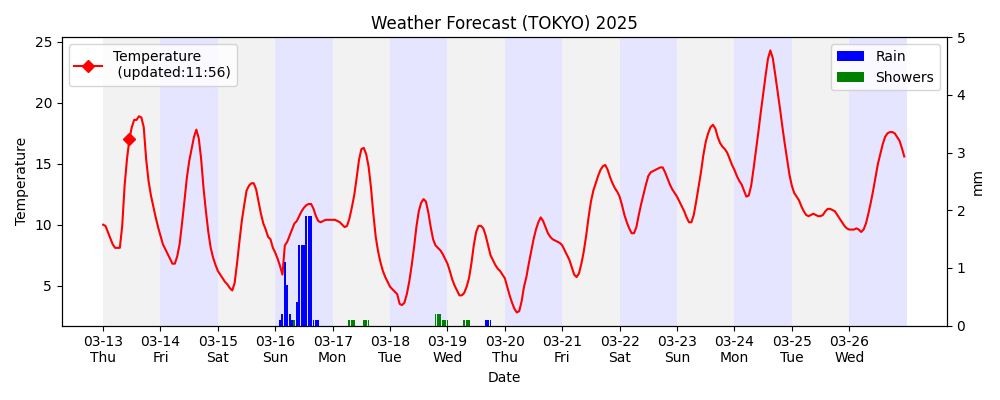 Weather Forecast (TOKYO) 2025
Temperature
(updated:11:56)
Rain
Showers
25
20
15
10
5
Temperature
5
4
3
2
1
0
mm
03-13 03-14 03-15 03-16 03-17 03-18 03-19 03-20 03-21 03-22 03-23 03-24 03-25 03-26
Thu Fri Sat Sun Mon Tue Wed Thu Fri Sat Sun Mon Tue Wed
Date